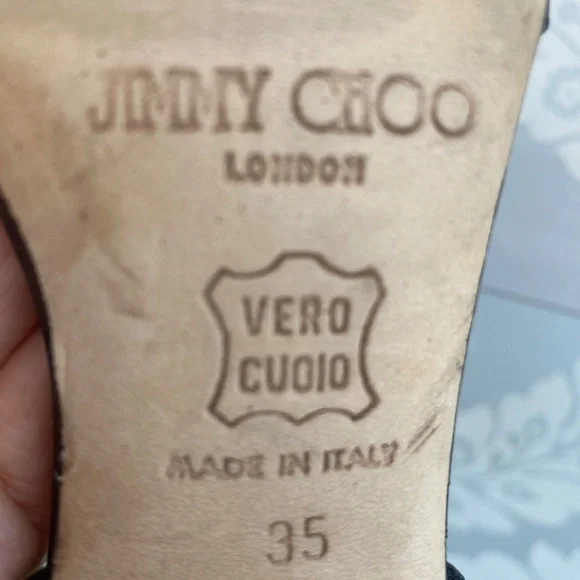 JIMMY CHOO
LONDON
VERO
CUOIO
MADE IN ITALY
35